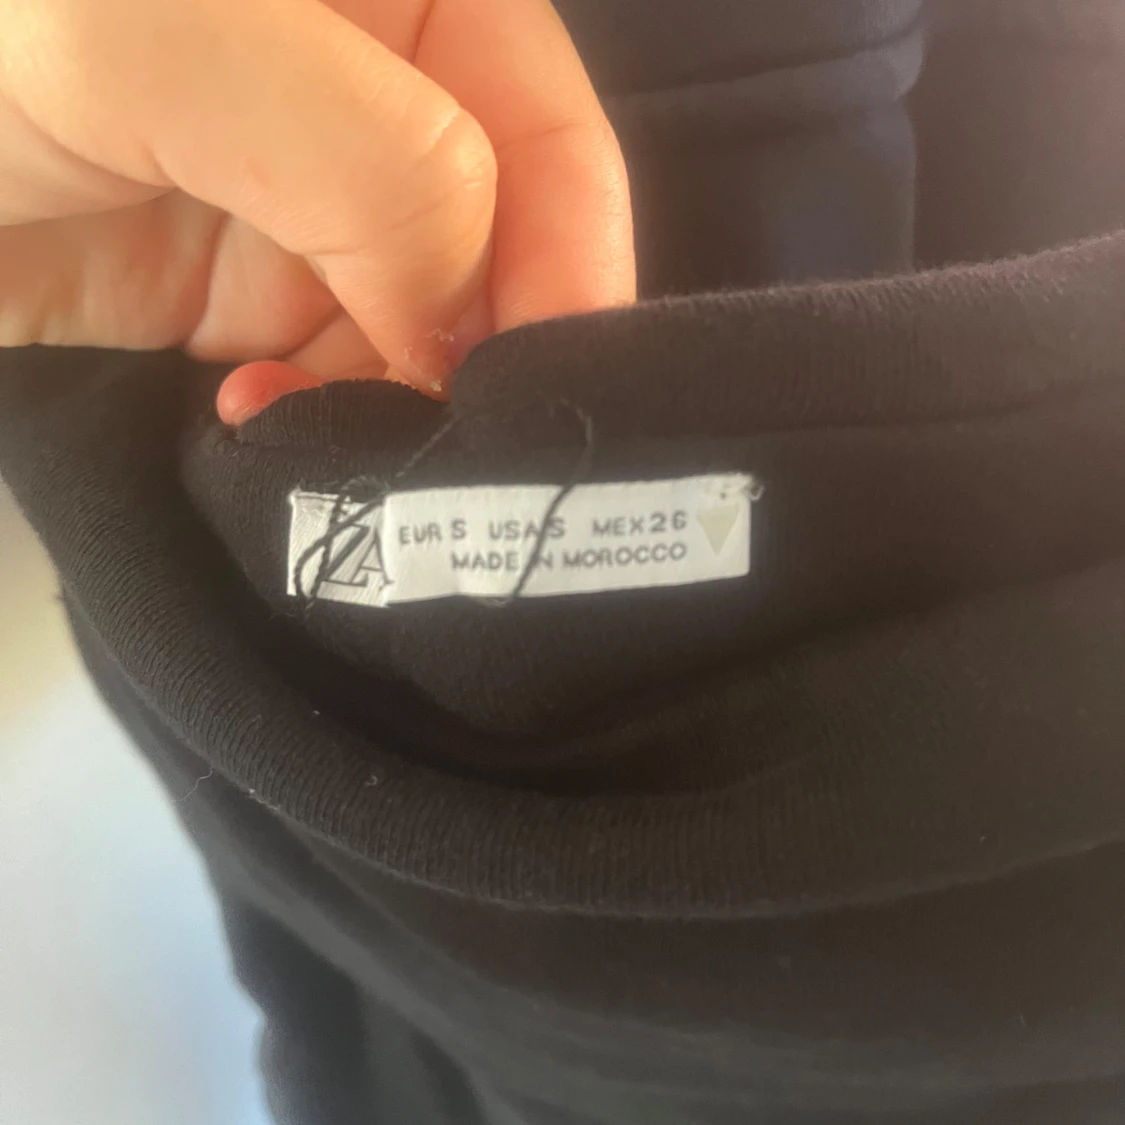 ZA
EUR S USA S MEX 26
MADE IN MOROCCO